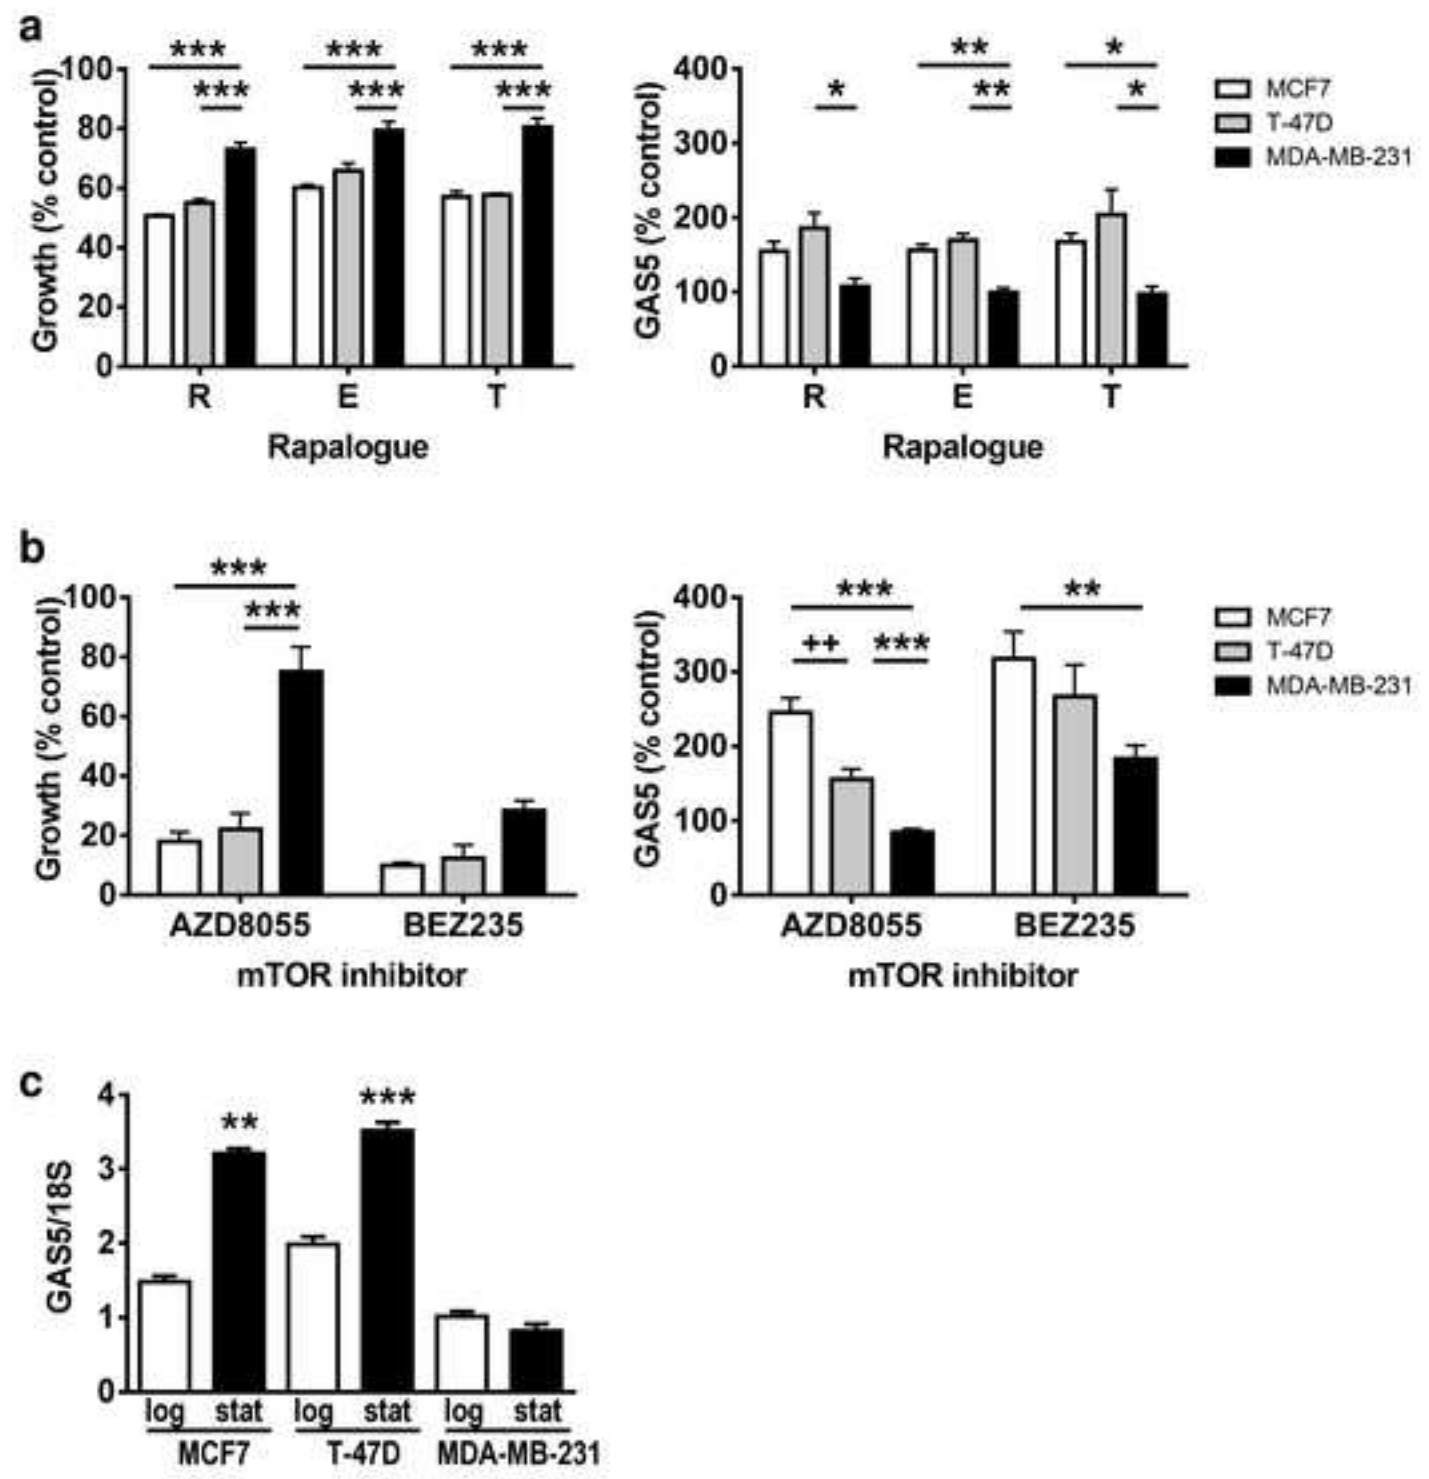 a
*** *** ***
*** *** ***
Growth (% control)
100
80
60
40
20
0
R E T
Rapalogue
** *
* ** *
GAS5 (% control)
400
300
200
100
0
R E T
Rapalogue
MCF7
T-47D
MDA-MB-231
b
***
***
Growth (% control)
100
80
60
40
20
0
AZD8055 BEZ235
mTOR inhibitor
*** **
++ ***
GAS5 (% control)
400
300
200
100
0
AZD8055 BEZ235
mTOR inhibitor
MCF7
T-47D
MDA-MB-231
c
** ***
GAS5/18S
4
3
2
1
0
log stat log stat log stat
MCF7 T-47D MDA-MB-231